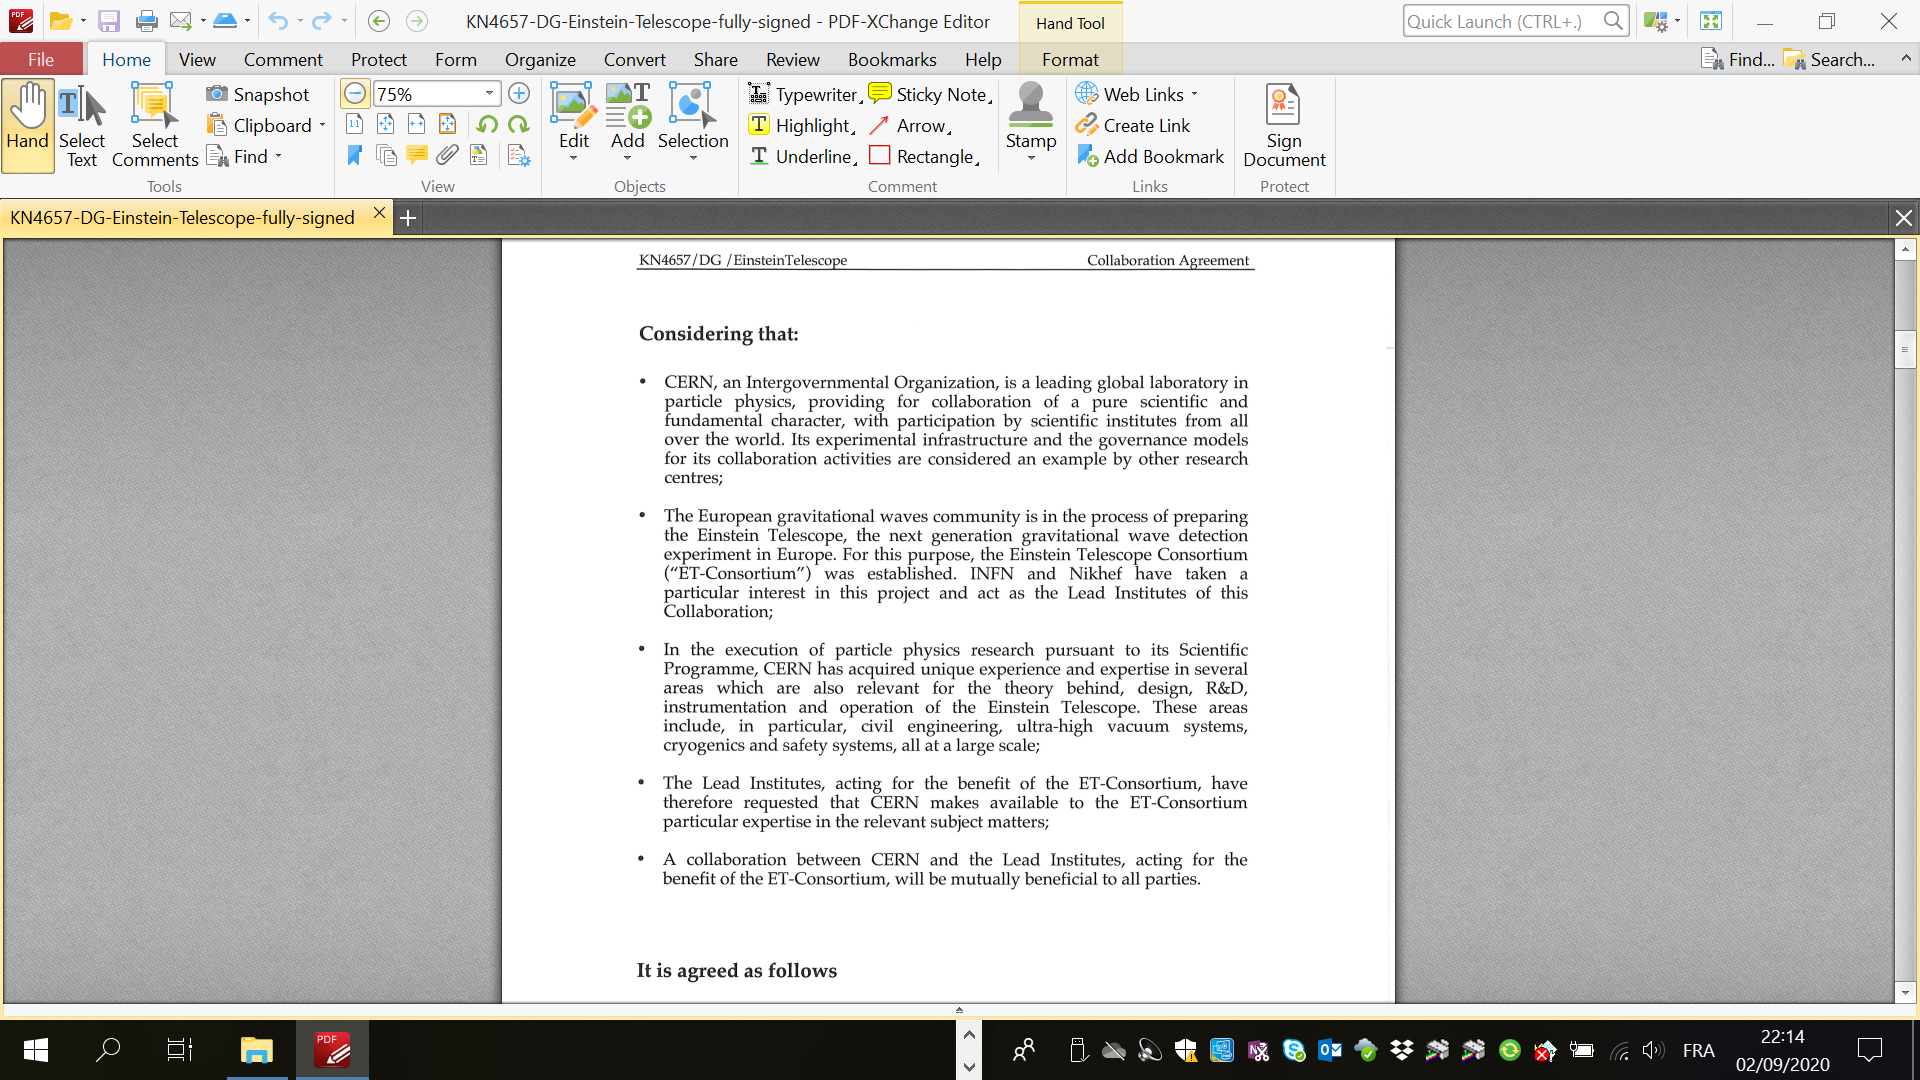 KN4657-DG-Einstein-Telescope-fully-signed - PDF-XChange Editor
Hand Tool
Quick Launch (CTRL+.)
File Home View Comment Protect Form Organize Convert Share Review Bookmarks Help Format Find... Search...
Hand
Select Text
Select Comments
Snapshot
Clipboard
Find
Tools
75%
View
Edit
Add
Selection
Objects
Typewriter
Sticky Note
Highlight
Arrow
Underline
Rectangle
Stamp
Comment
Web Links
Create Link
Add Bookmark
Links
Sign Document
Protect
KN4657-DG-Einstein-Telescope-fully-signed
KN4657/DG /EinsteinTelescope Collaboration Agreement
Considering that:
• CERN, an Intergovernmental Organization, is a leading global laboratory in
particle physics, providing for collaboration of a pure scientific and
fundamental character, with participation by scientific institutes from all
over the world. Its experimental infrastructure and the governance models
for its collaboration activities are considered an example by other research
centres;
• The European gravitational waves community is in the process of preparing
the Einstein Telescope, the next generation gravitational wave detection
experiment in Europe. For this purpose, the Einstein Telescope Consortium
(“ET-Consortium”) was established. INFN and Nikhef have taken a
particular interest in this project and act as the Lead Institutes of this
Collaboration;
• In the execution of particle physics research pursuant to its Scientific
Programme, CERN has acquired unique experience and expertise in several
areas which are also relevant for the theory behind, design, R&D,
instrumentation and operation of the Einstein Telescope. These areas
include, in particular, civil engineering, ultra-high vacuum systems,
cryogenics and safety systems, all at a large scale;
• The Lead Institutes, acting for the benefit of the ET-Consortium, have
therefore requested that CERN makes available to the ET-Consortium
particular expertise in the relevant subject matters;
• A collaboration between CERN and the Lead Institutes, acting for the
benefit of the ET-Consortium, will be mutually beneficial to all parties.
It is agreed as follows
PDF
FRA
22:14
02/09/2020